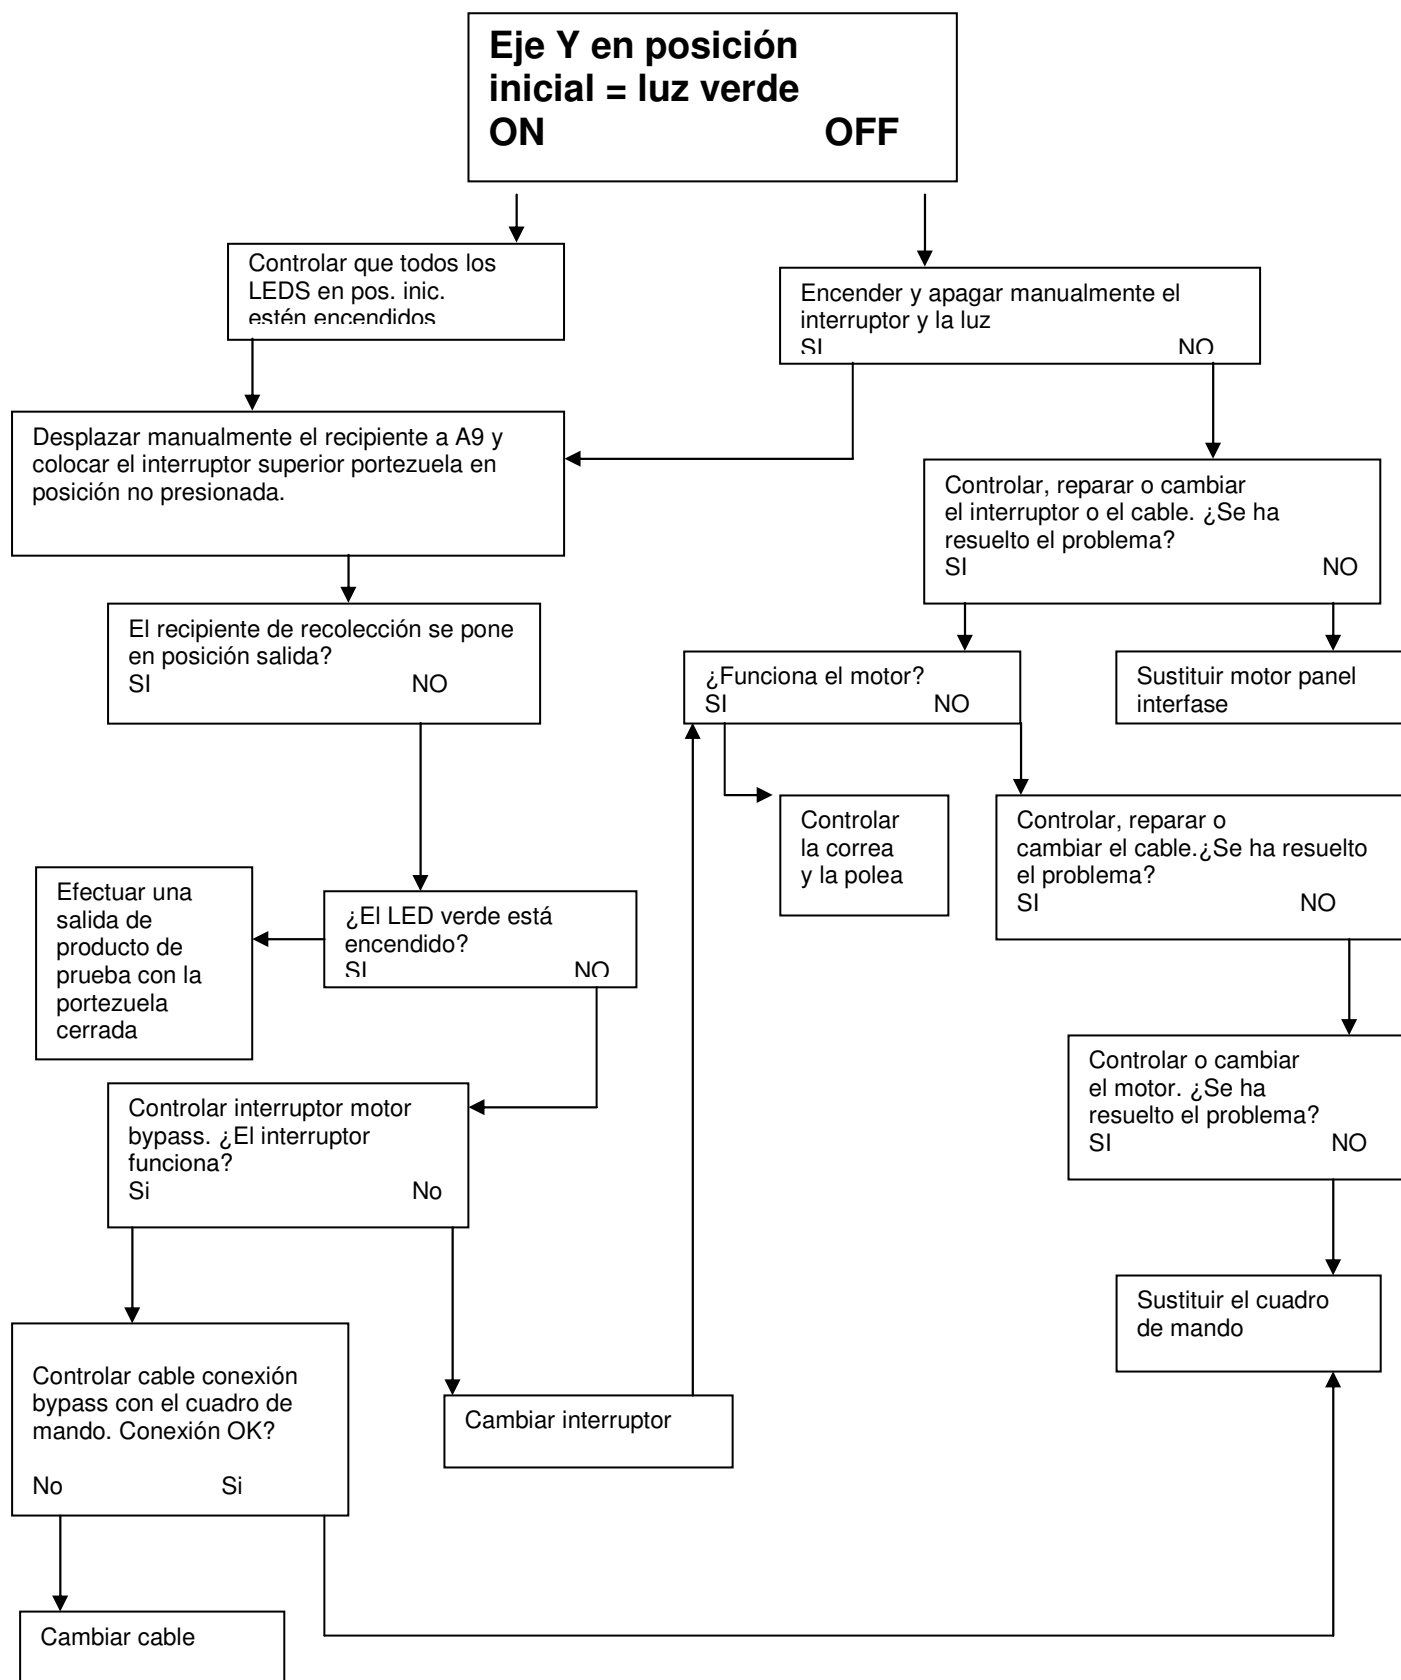 Eje Y en posición
inicial = luz verde
ON OFF
Controlar que todos los
LEDS en pos. inic.
estén encendidos
Encender y apagar manualmente el
interruptor y la luz
SI NO
Desplazar manualmente el recipiente a A9 y
colocar el interruptor superior portezuela en
posición no presionada.
Controlar, reparar o cambiar
el interruptor o el cable. ¿Se ha
resuelto el problema?
SI NO
El recipiente de recolección se pone
en posición salida?
SI NO
¿Funciona el motor?
SI NO
Sustituir motor panel
interfase
Controlar
la correa
y la polea
Controlar, reparar o
cambiar el cable.¿Se ha resuelto
el problema?
SI NO
Efectuar una
salida de
producto de
prueba con la
portezuela
cerrada
¿El LED verde está
encendido?
SI NO
Controlar o cambiar
el motor. ¿Se ha
resuelto el problema?
SI NO
Controlar interruptor motor
bypass. ¿El interruptor
funciona?
Si No
Sustituir el cuadro
de mando
Controlar cable conexión
bypass con el cuadro de
mando. Conexión OK?
No Si
Cambiar interruptor
Cambiar cable